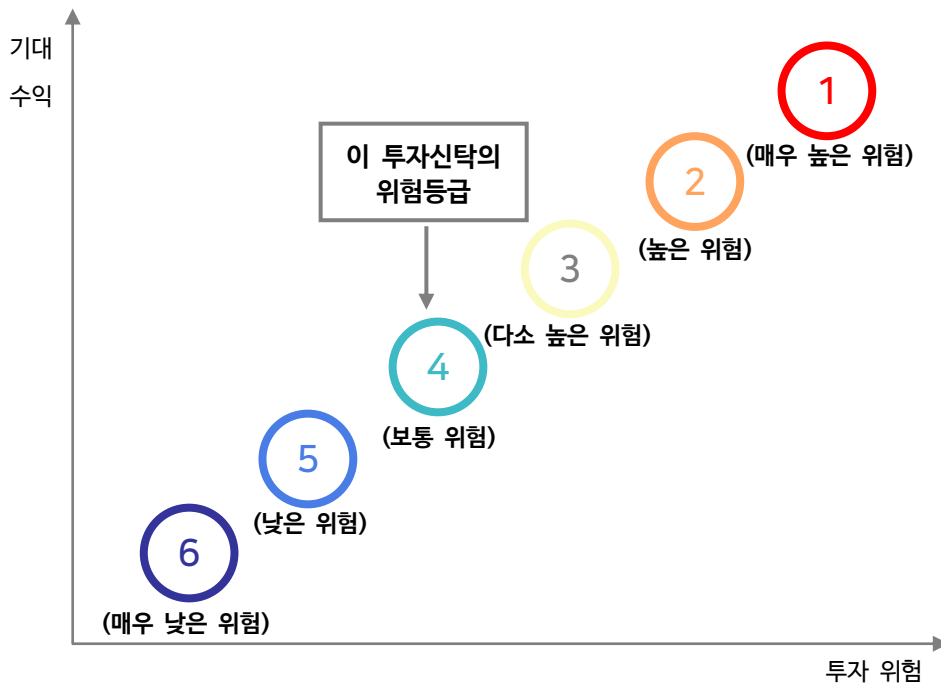 기대
수익
1
(매우 높은 위험)
이 투자신탁의
위험등급
2
(높은 위험)
3
(다소 높은 위험)
4
(보통 위험)
5
(낮은 위험)
6
(매우 낮은 위험)
투자 위험